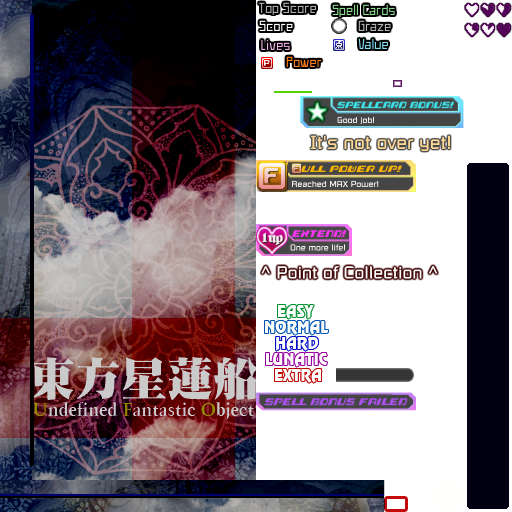 Top Score
Spell Cards
Score
Graze
Lives
Value
P Power
SPELLCARD BONUS!
Good job!
It's not over yet!
F
FULL POWER UP!
Reached MAX Power!
1up
EXTEND!
One more life!
^ Point of Collection ^
EASY
NORMAL
HARD
LUNATIC
EXTRA
SPELL BONUS FAILED
東方星蓮船
Undefined Fantastic Object